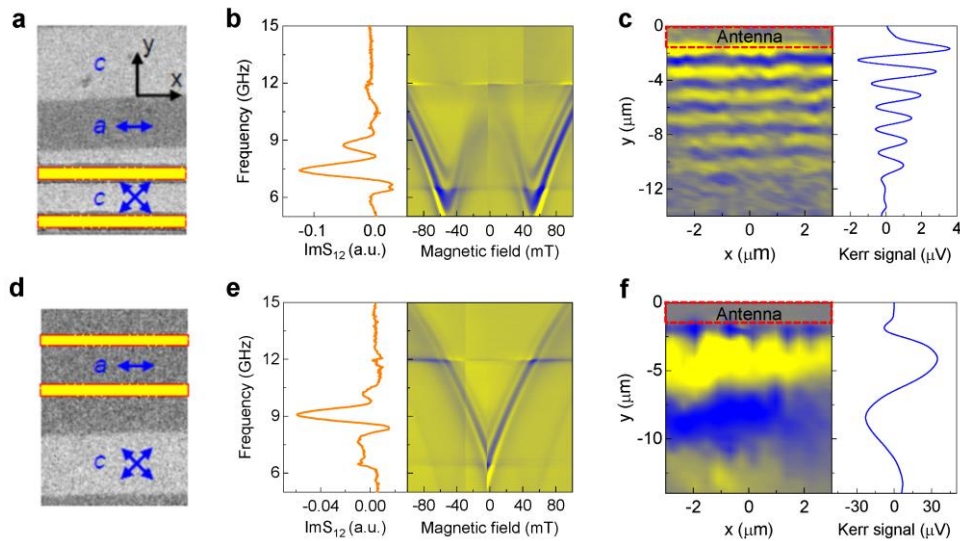 a
c
y
x
a
c
b
Frequency (GHz)
15
12
9
6
-0.1 0.0
ImS12 (a.u.)
-80 -40 0 40 80
Magnetic field (mT)
c
y (μm)
0
-4
-8
-12
Antenna
-2 0 2
x (μm)
-2 0 2 4
Kerr signal (μV)
d
a
c
e
Frequency (GHz)
15
12
9
6
-0.04 0.00
ImS12 (a.u.)
-80 -40 0 40 80
Magnetic field (mT)
f
y (μm)
0
-5
-10
Antenna
-2 0 2
x (μm)
-30 0 30
Kerr signal (μV)